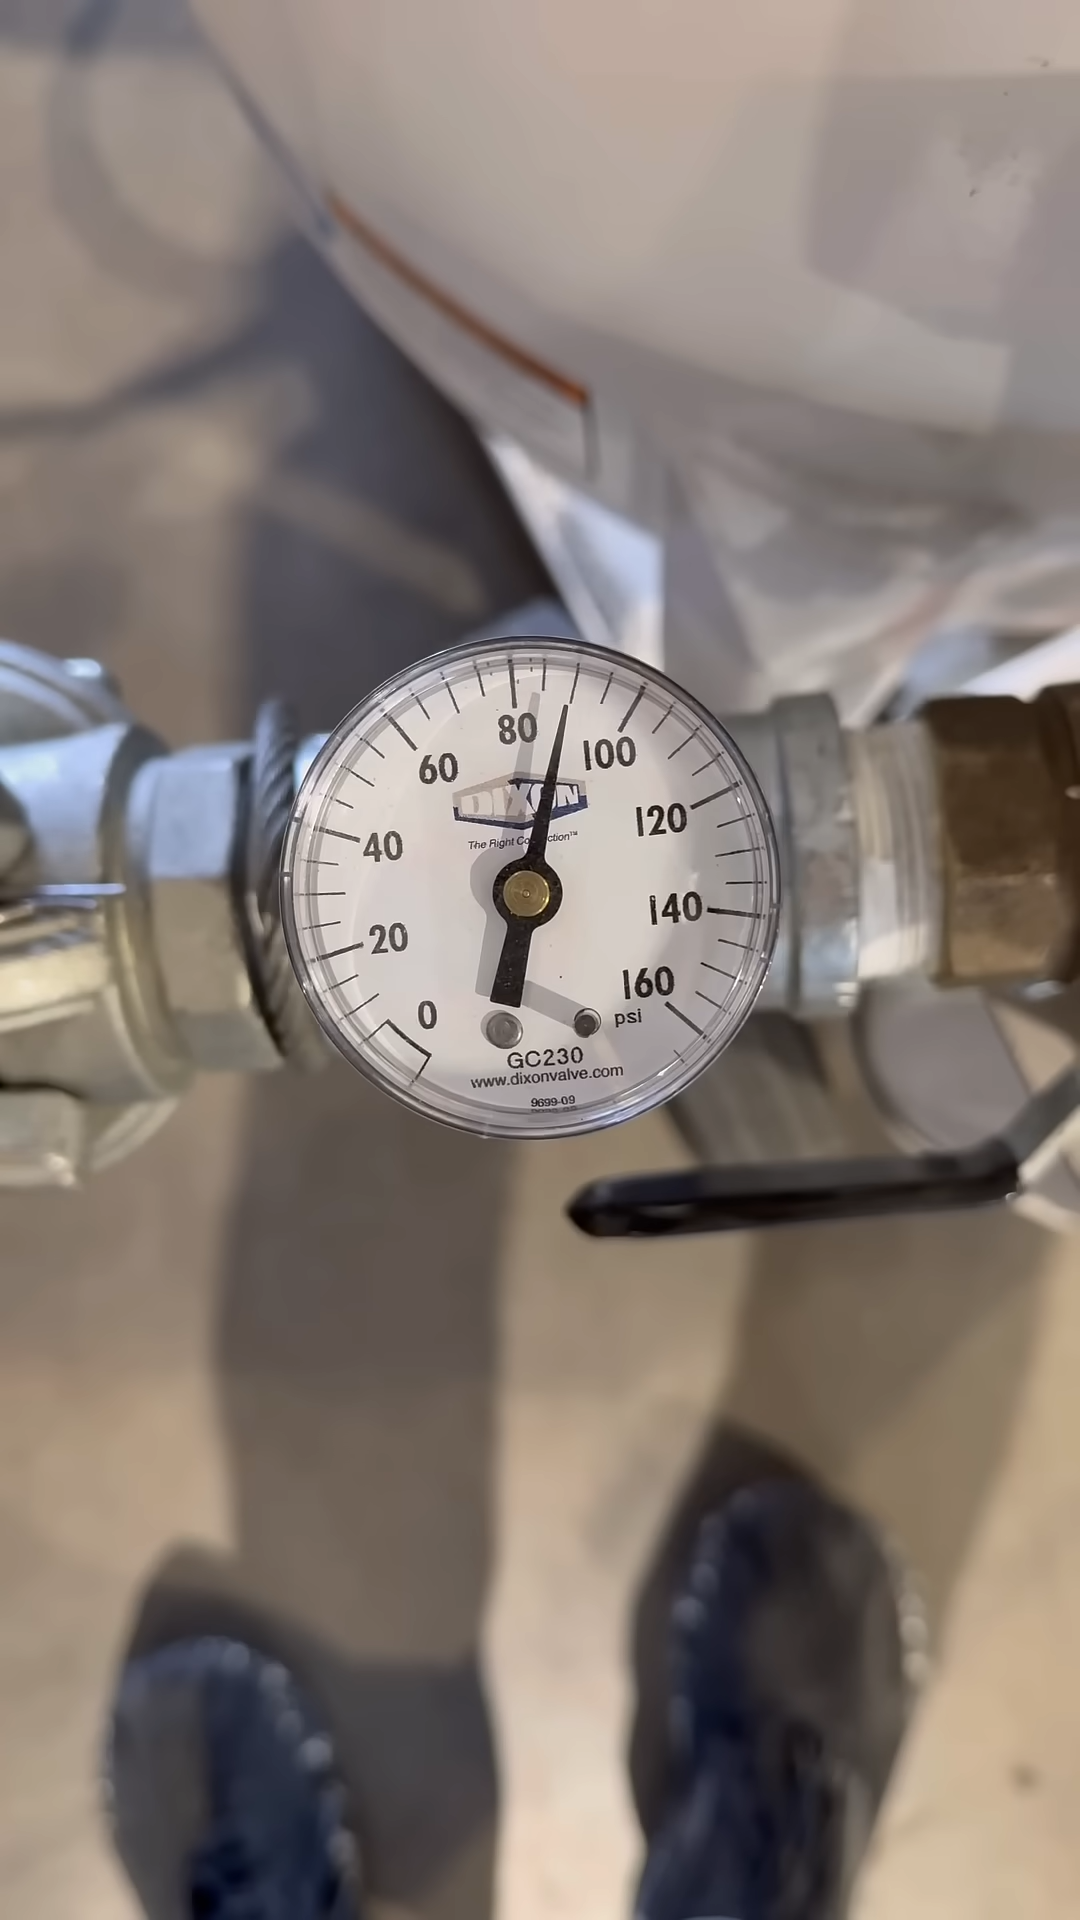 80
60
100
DIXON
40
120
The Right Connection™
20
140
0
160
psi
GC230
www.dixonvalve.com
9699-09